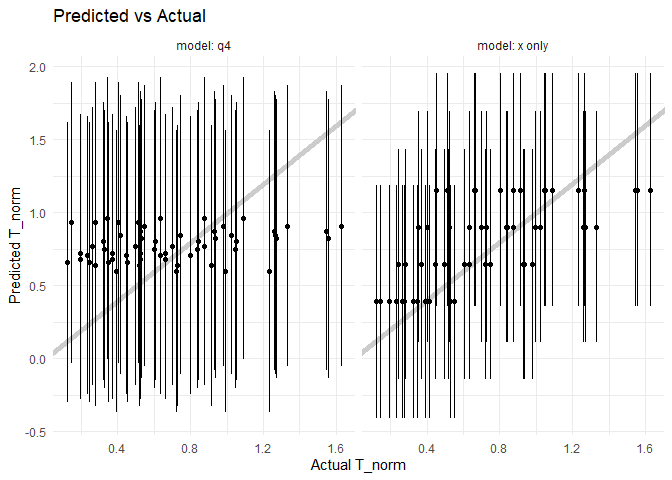 Predicted vs Actual
model: q4
model: x only
2.0
1.5
1.0
0.5
0.0
-0.5
Predicted T_norm
0.4
0.8
1.2
1.6
0.4
0.8
1.2
1.6
Actual T_norm